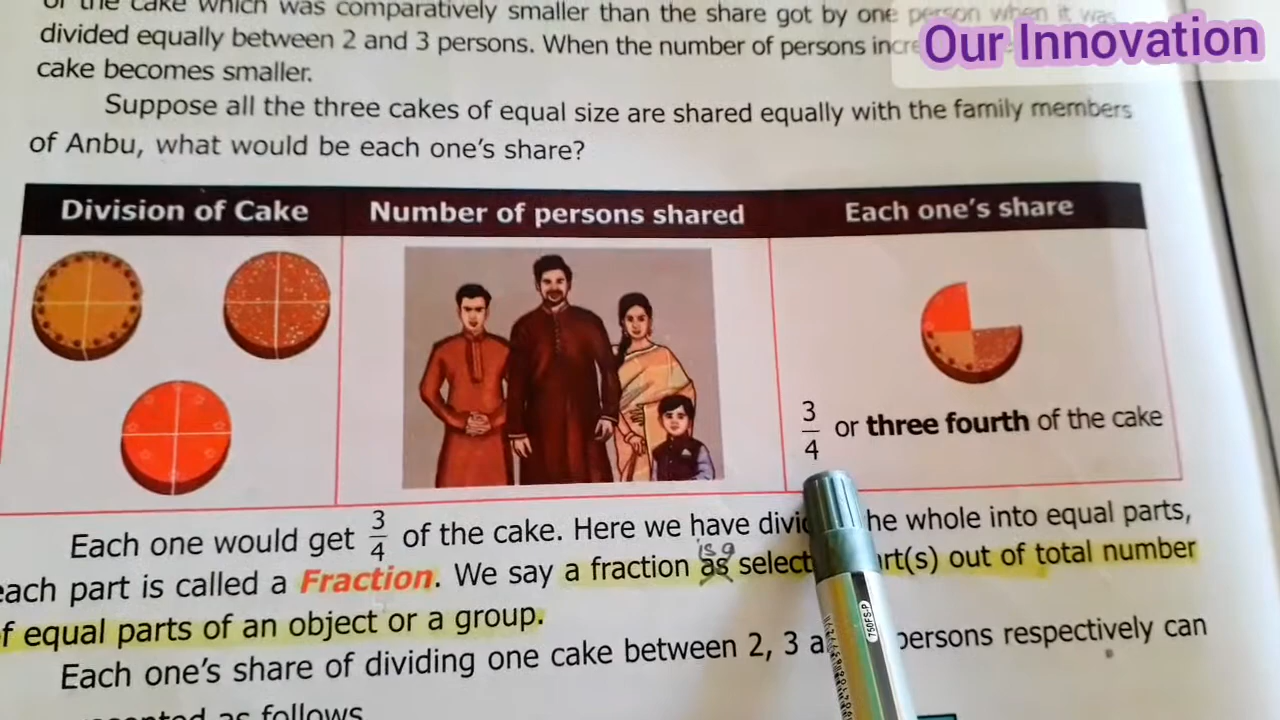 of the cake which was comparatively smaller than the share got by one person when it was
Our Innovation
divided equally between 2 and 3 persons. When the number of persons
cake becomes smaller.
Suppose all the three cakes of equal size are shared equally with the family members
of Anbu, what would be each one's share?
Division of Cake Number of persons shared Each one's share
3/4 or three fourth of the cake
Each one would get 3/4 of the cake. Here we have the whole into equal parts,
each part is called a Fraction. We say a fraction as select out of total number
is a
of equal parts of an object or a group.
Each one's share of dividing one cake between 2, 3 persons respectively can
as follows
750FS-P